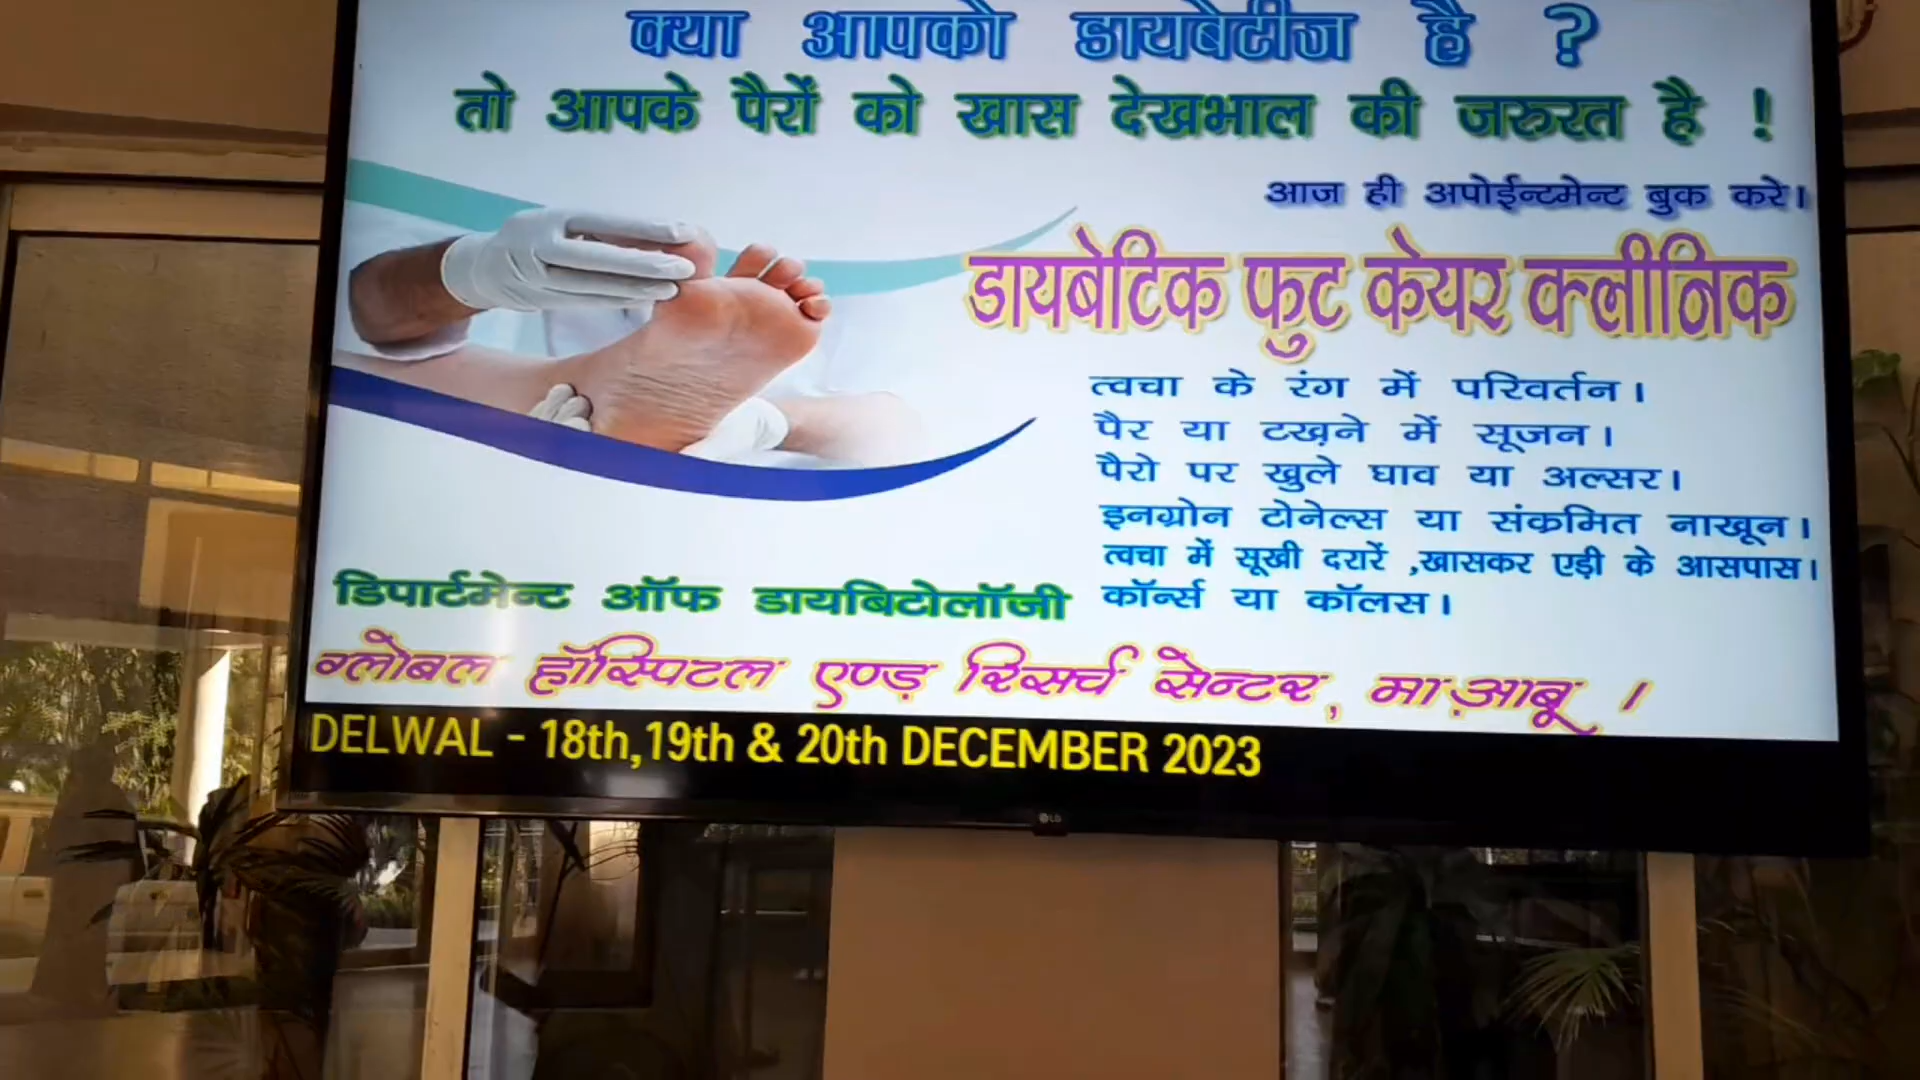 क्या आपको डायबेटीज है ?
तो आपके पैरों को खास देखभाल की जरुरत है !
आज ही अपोईन्टमेन्ट बुक करे।
डायबेटिक फुट केयर क्लीनिक
त्वचा के रंग में परिवर्तन।
पैर या टखने में सूजन।
पैरो पर खुले घाव या अल्सर।
इनग्रोन टोनेल्स या संक्रमित नाखून।
त्वचा में सूखी दरारें ,खासकर एड़ी के आसपास।
कॉर्न्स या कॉलस।
डिपार्टमेन्ट ऑफ डायबिटोलॉजी
ग्लोबल हॉस्पिटल एण्ड़ रिसर्च सेन्टर, मा.आबू ।
DELWAL - 18th,19th & 20th DECEMBER 2023
LG